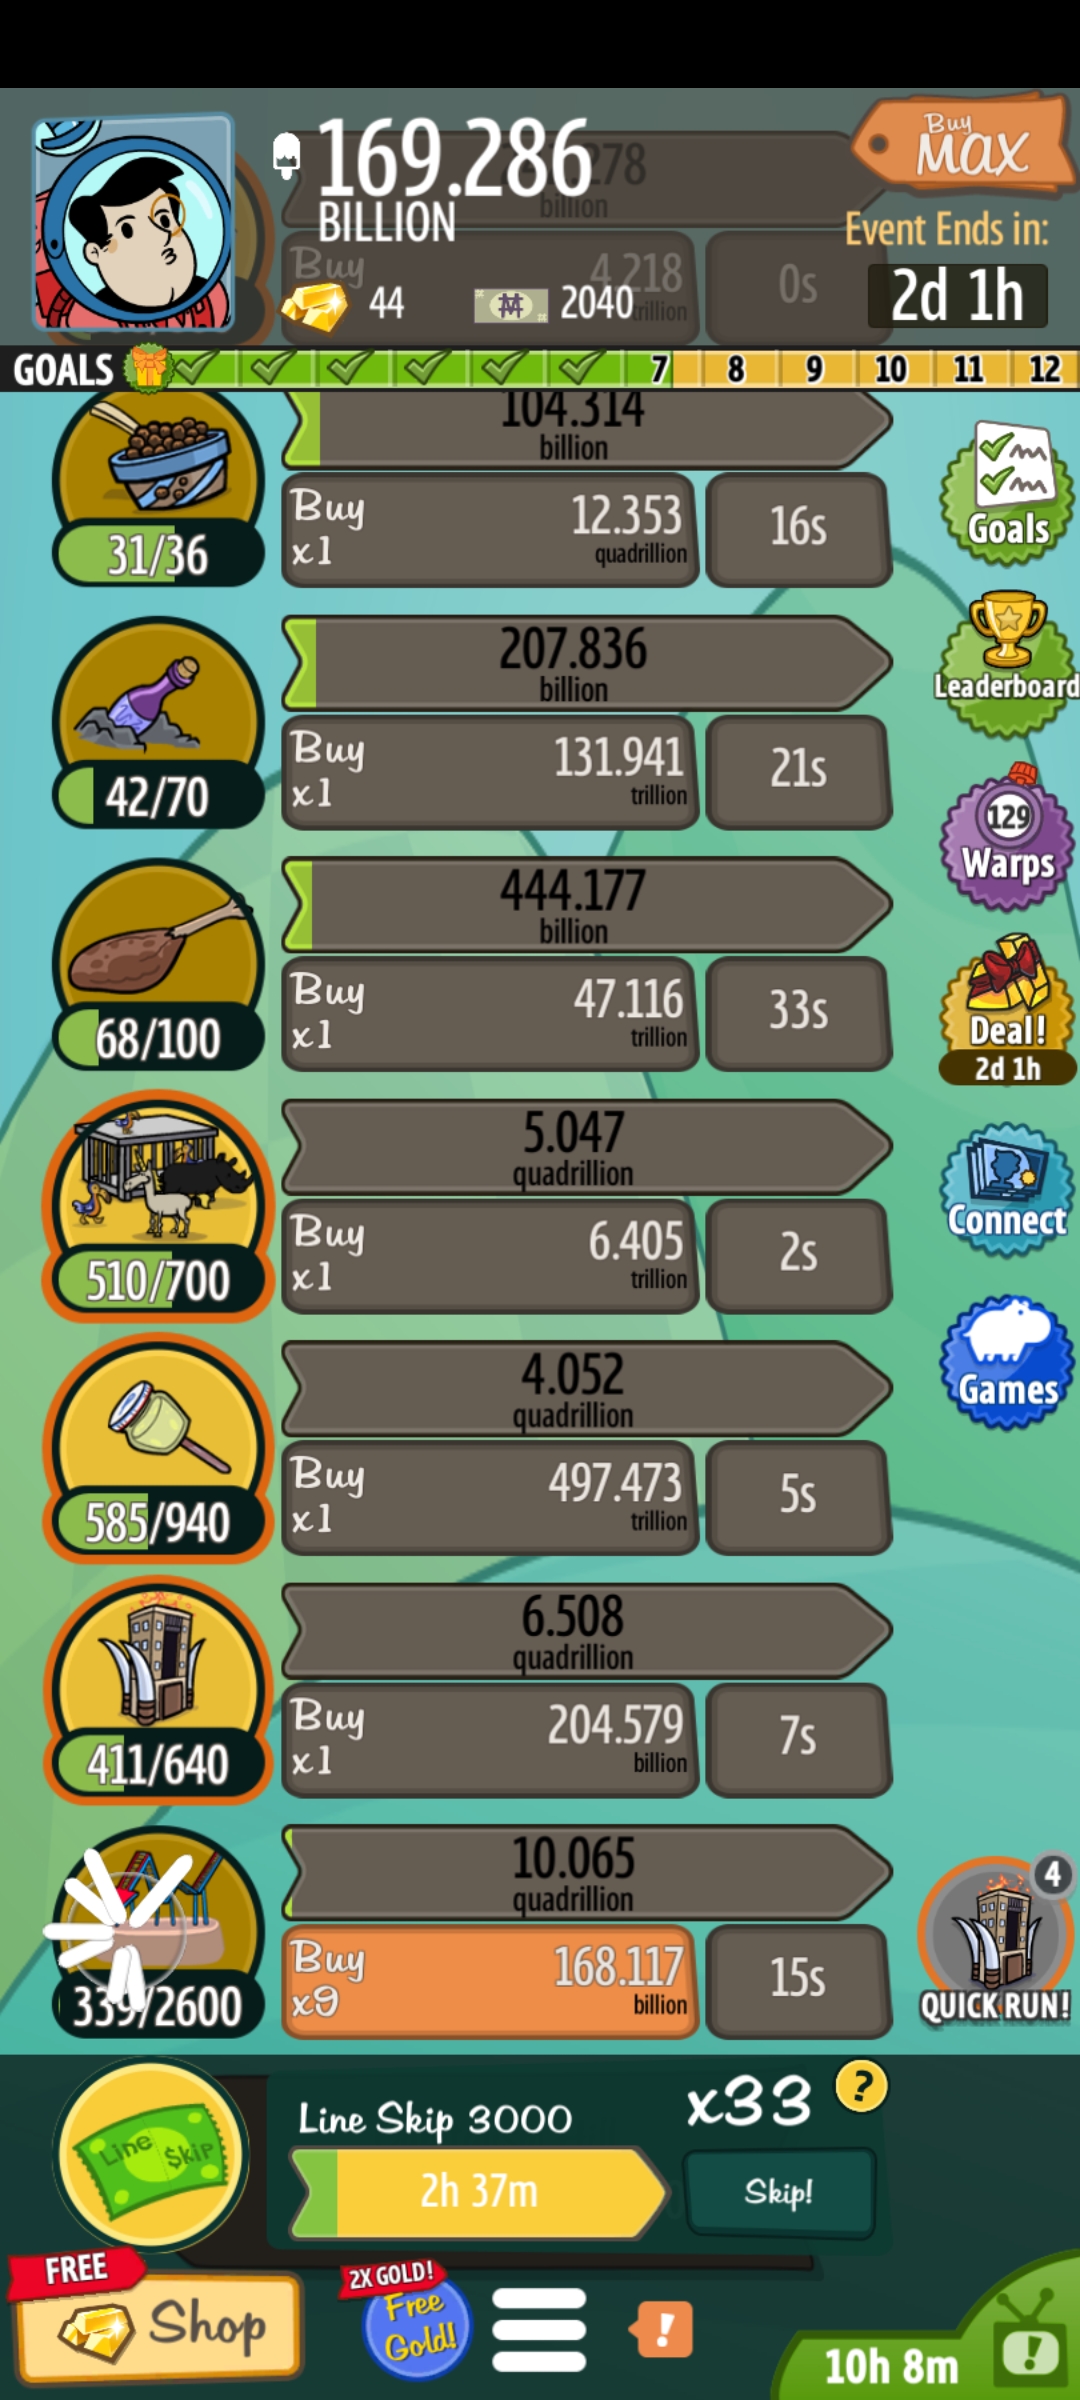 169.286
BILLION
Buy
MAX
278
billion
Event Ends in:
2d 1h
Buy
4.218
trillion
0s
44
2040
GOALS
7 8 9 10 11 12
104.314
billion
Buy
x1
12.353
quadrillion
16s
31/36
Goals
207.836
billion
Buy
x1
131.941
trillion
21s
42/70
Leaderboard
129
Warps
444.177
billion
Buy
x1
47.116
trillion
33s
68/100
Deal!
2d 1h
5.047
quadrillion
Buy
x1
6.405
trillion
2s
510/700
Connect
4.052
quadrillion
Buy
x1
497.473
trillion
5s
585/940
Games
6.508
quadrillion
Buy
x1
204.579
billion
7s
411/640
10.065
quadrillion
Buy
x9
168.117
billion
15s
339/2600
4
QUICK RUN!
Line Skip 3000
x33
?
Line $kip
2h 37m
Skip!
FREE
Shop
2X GOLD!
Free
Gold!
!
10h 8m
!